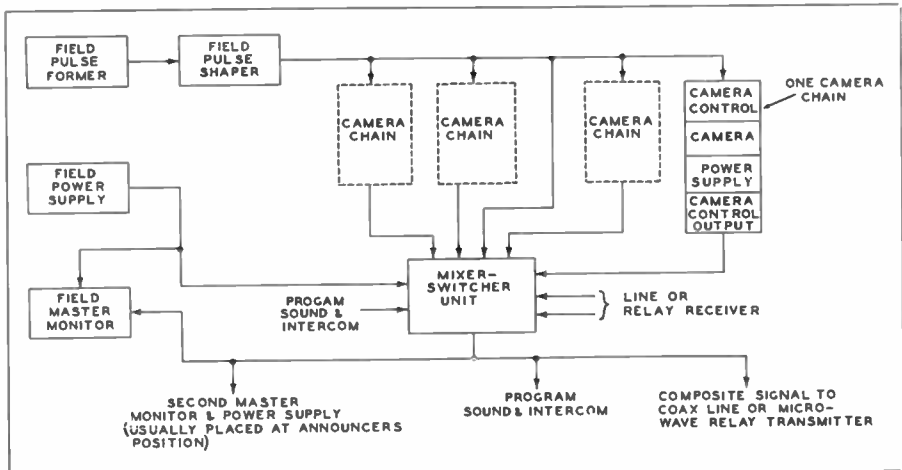 FIELD
PULSE
FORMER
FIELD
PULSE
SHAPER
CAMERA
CHAIN
CAMERA
CHAIN
CAMERA
CHAIN
CAMERA
CONTROL
CAMERA
POWER
SUPPLY
CAMERA
CONTROL
OUTPUT
ONE CAMERA
CHAIN
FIELD
POWER
SUPPLY
FIELD
MASTER
MONITOR
PROGAM
SOUND &
INTERCOM
MIXER-
SWITCHER
UNIT
LINE OR
RELAY RECEIVER
SECOND MASTER
MONITOR & POWER SUPPLY
(USUALLY PLACED AT ANNOUNCERS
POSITION)
PROGRAM
SOUND & INTERCOM
COMPOSITE SIGNAL TO
COAX LINE OR MICRO-
WAVE RELAY TRANSMITTER